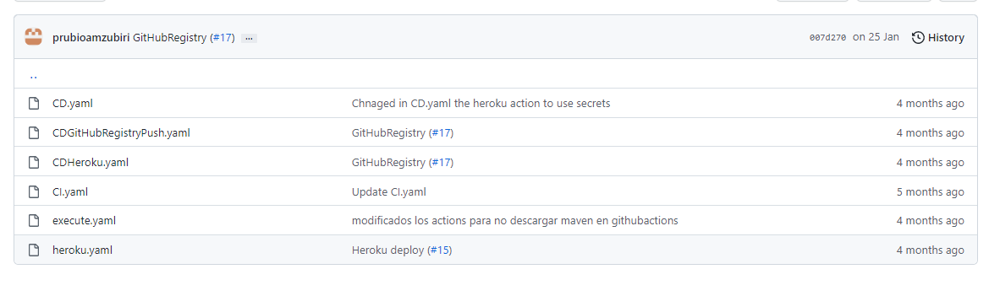 prubioamzubiri GitHubRegistry (#17) ... 007d270 on 25 Jan History
..
CD.yaml Chnaged in CD.yaml the heroku action to use secrets 4 months ago
CDGitHubRegistryPush.yaml GitHubRegistry (#17) 4 months ago
CDHeroku.yaml GitHubRegistry (#17) 4 months ago
CI.yaml Update CI.yaml 5 months ago
execute.yaml modificados los actions para no descargar maven en githubactions 4 months ago
heroku.yaml Heroku deploy (#15) 4 months ago